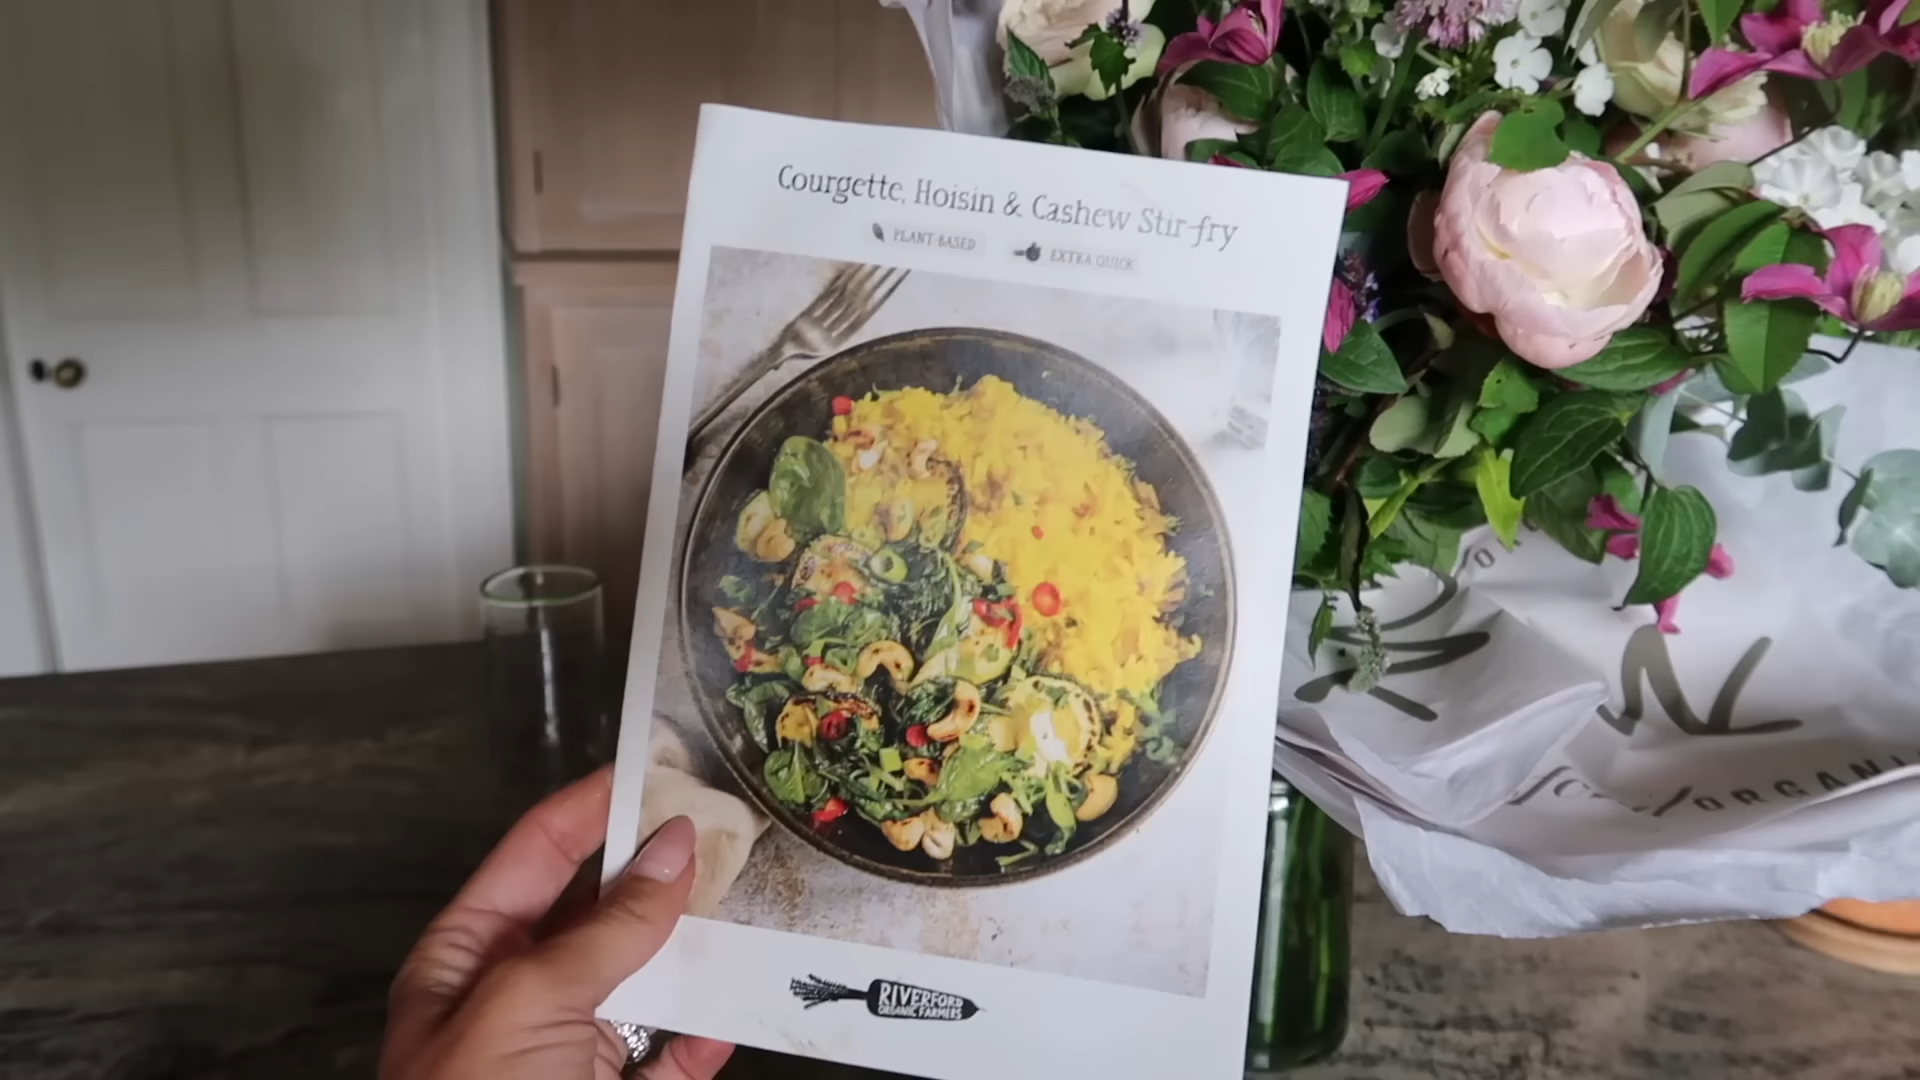 Courgette, Hoisin & Cashew Stir-fry
PLANT-BASED
EXTRA QUICK
RIVERFORD
ORGANIC FARMERS